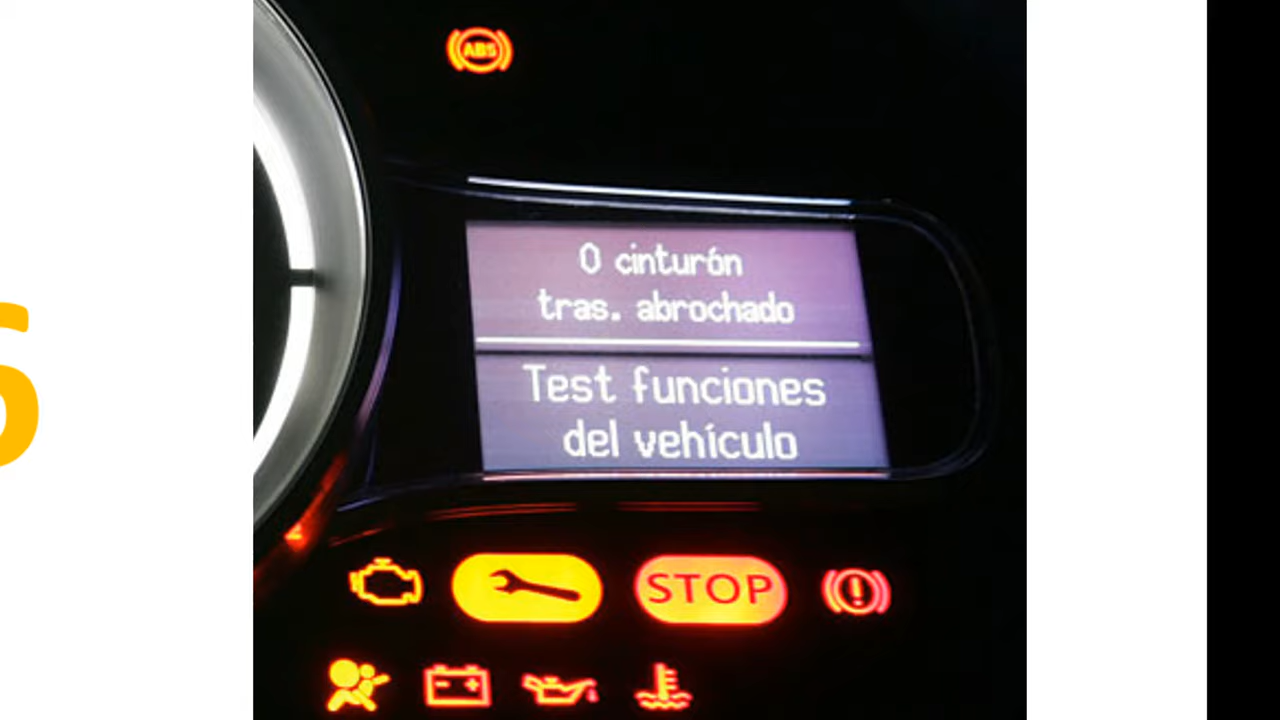 ABS
0 cinturón
tras. abrochado
Test funciones
del vehículo
STOP